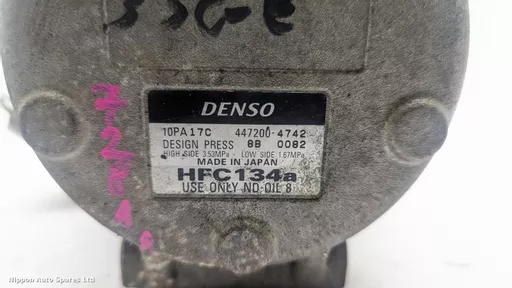 3SGE
DENSO
10PA17C 447200-4742
DESIGN PRESS 8B 0082
HIGH SIDE 3.53MPa - LOW SIDE 1.67MPa
MADE IN JAPAN
HFC134a
USE ONLY ND-OIL 8
Nippon Auto Spares Ltd